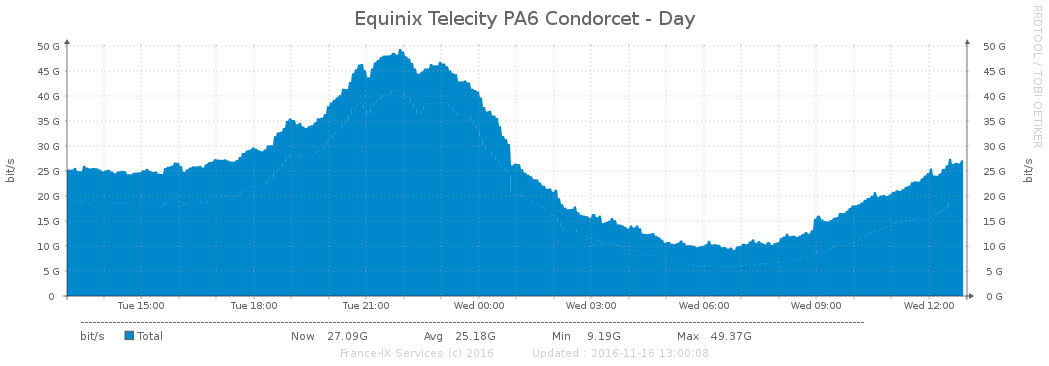 Equinix Telecity PA6 Condorcet - Day
RRDTOOL / TOBI OETIKER
bit/s
50 G 50 G
45 G 45 G
40 G 40 G
35 G 35 G
30 G 30 G
25 G 25 G
20 G 20 G
15 G 15 G
10 G 10 G
5 G 5 G
0 0 G
bit/s
Tue 15:00 Tue 18:00 Tue 21:00 Wed 00:00 Wed 03:00 Wed 06:00 Wed 09:00 Wed 12:00
bit/s Total Now 27.09G Avg 25.18G Min 9.19G Max 49.37G
France-IX Services (c) 2016 Updated : 2016-11-16 13:00:08